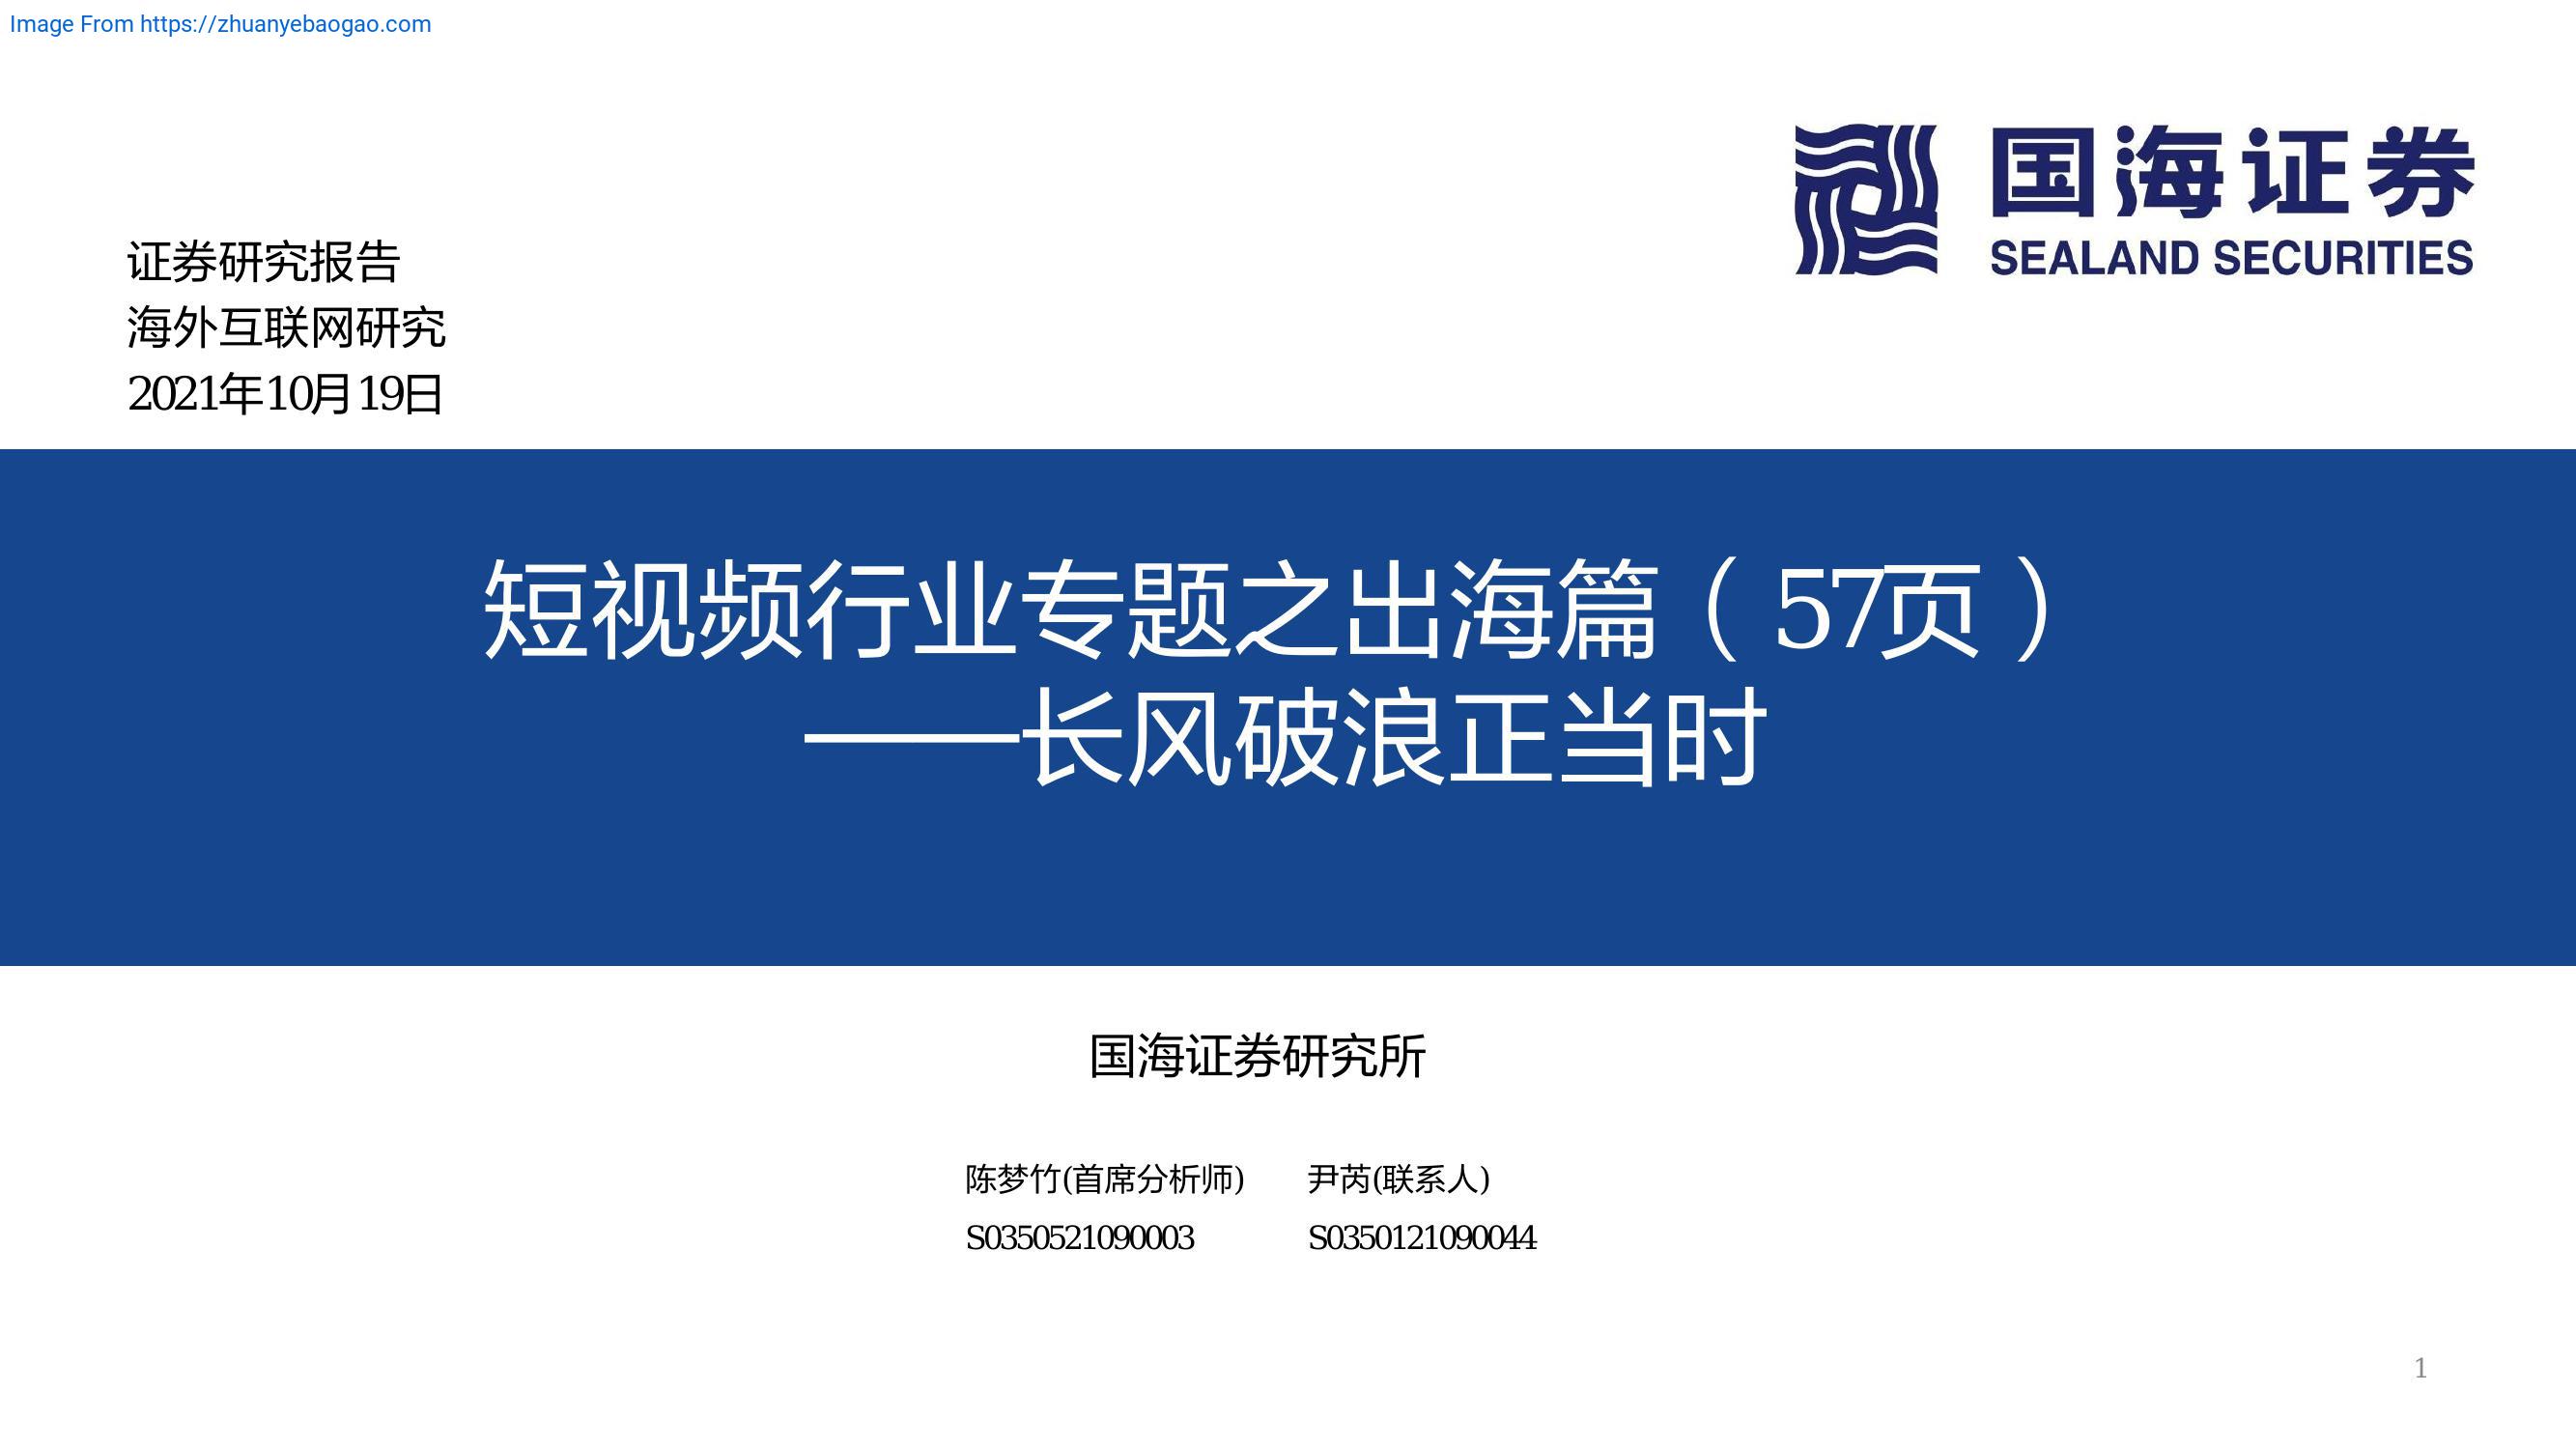 Image From https://zhuanyebaogao.com
国海证券
SEALAND SECURITIES
证券研究报告
海外互联网研究
2021年10月19日
短视频行业专题之出海篇（57页）
——长风破浪正当时
国海证券研究所
陈梦竹(首席分析师) 尹芮(联系人)
S0350521090003 S0350121090044
1